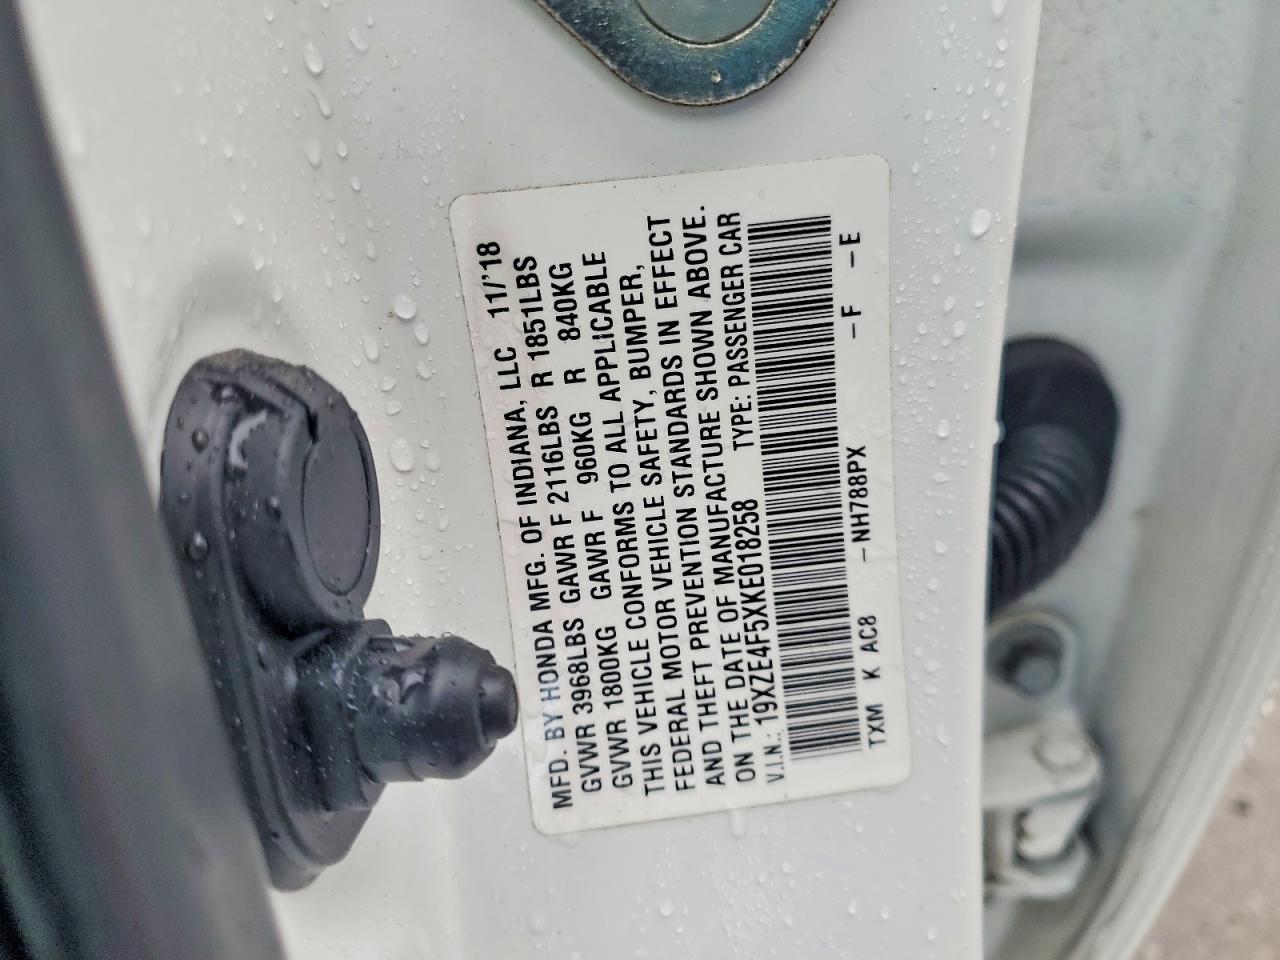 MFD. BY HONDA MFG. OF INDIANA, LLC 11/'18
GVWR 3968LBS GAWR F 2116LBS R 1851LBS
GVWR 1800KG GAWR F 960KG R 840KG
THIS VEHICLE CONFORMS TO ALL APPLICABLE
FEDERAL MOTOR VEHICLE SAFETY, BUMPER,
AND THEFT PREVENTION STANDARDS IN EFFECT
ON THE DATE OF MANUFACTURE SHOWN ABOVE.
V.I.N.: 19XZE4F5XKE018258 TYPE: PASSENGER CAR
TXM K AC8 -NH788PX -F -E
6